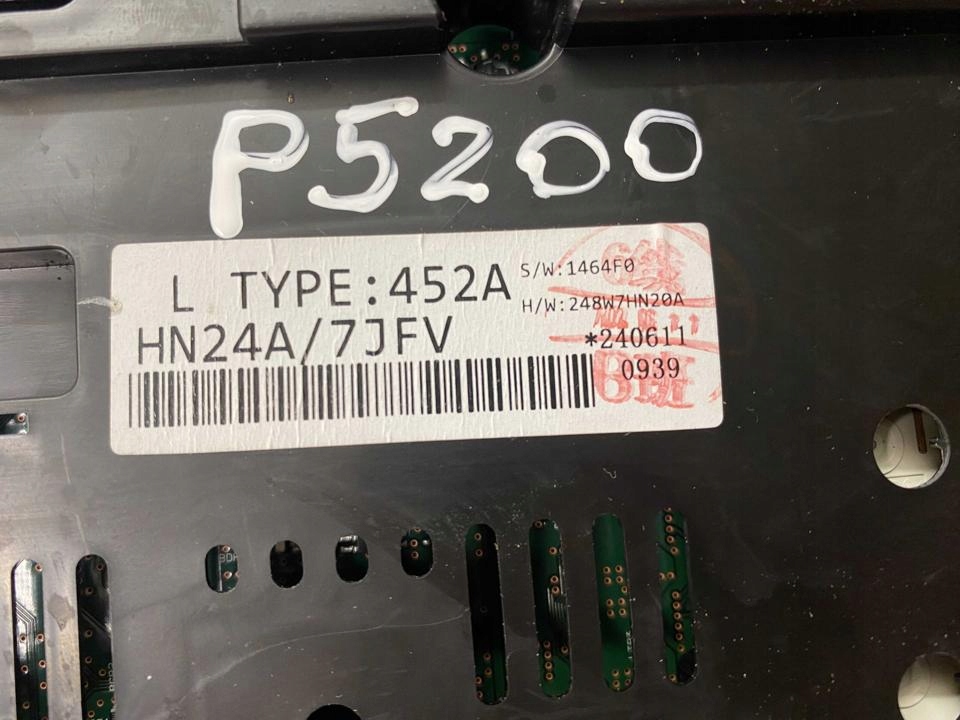 P5200
L TYPE:452A
S/W:1464F0
H/W:248W7HN20A
HN24A/7JFV
*240611
0939